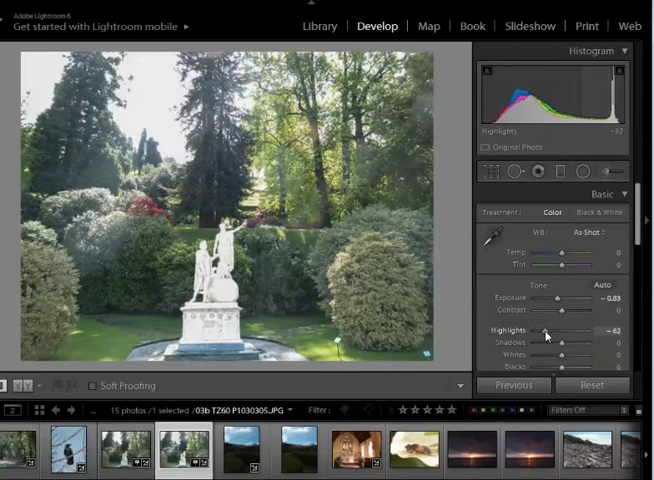 Adobe Lightroom 6
Get started with Lightroom mobile
Library | Develop | Map | Book | Slideshow | Print | Web
Histogram
Highlights -62
Original Photo
Basic
Treatment: Color Black & White
WB: As Shot
Temp 0
Tint 0
Tone Auto
Exposure -0.83
Contrast 0
Highlights -62
Shadows 0
Whites 0
Blacks 0
Soft Proofing
Previous Reset
2 15 photos /1 selected /03b TZ60 P1030305.JPG Filter: Filters Off